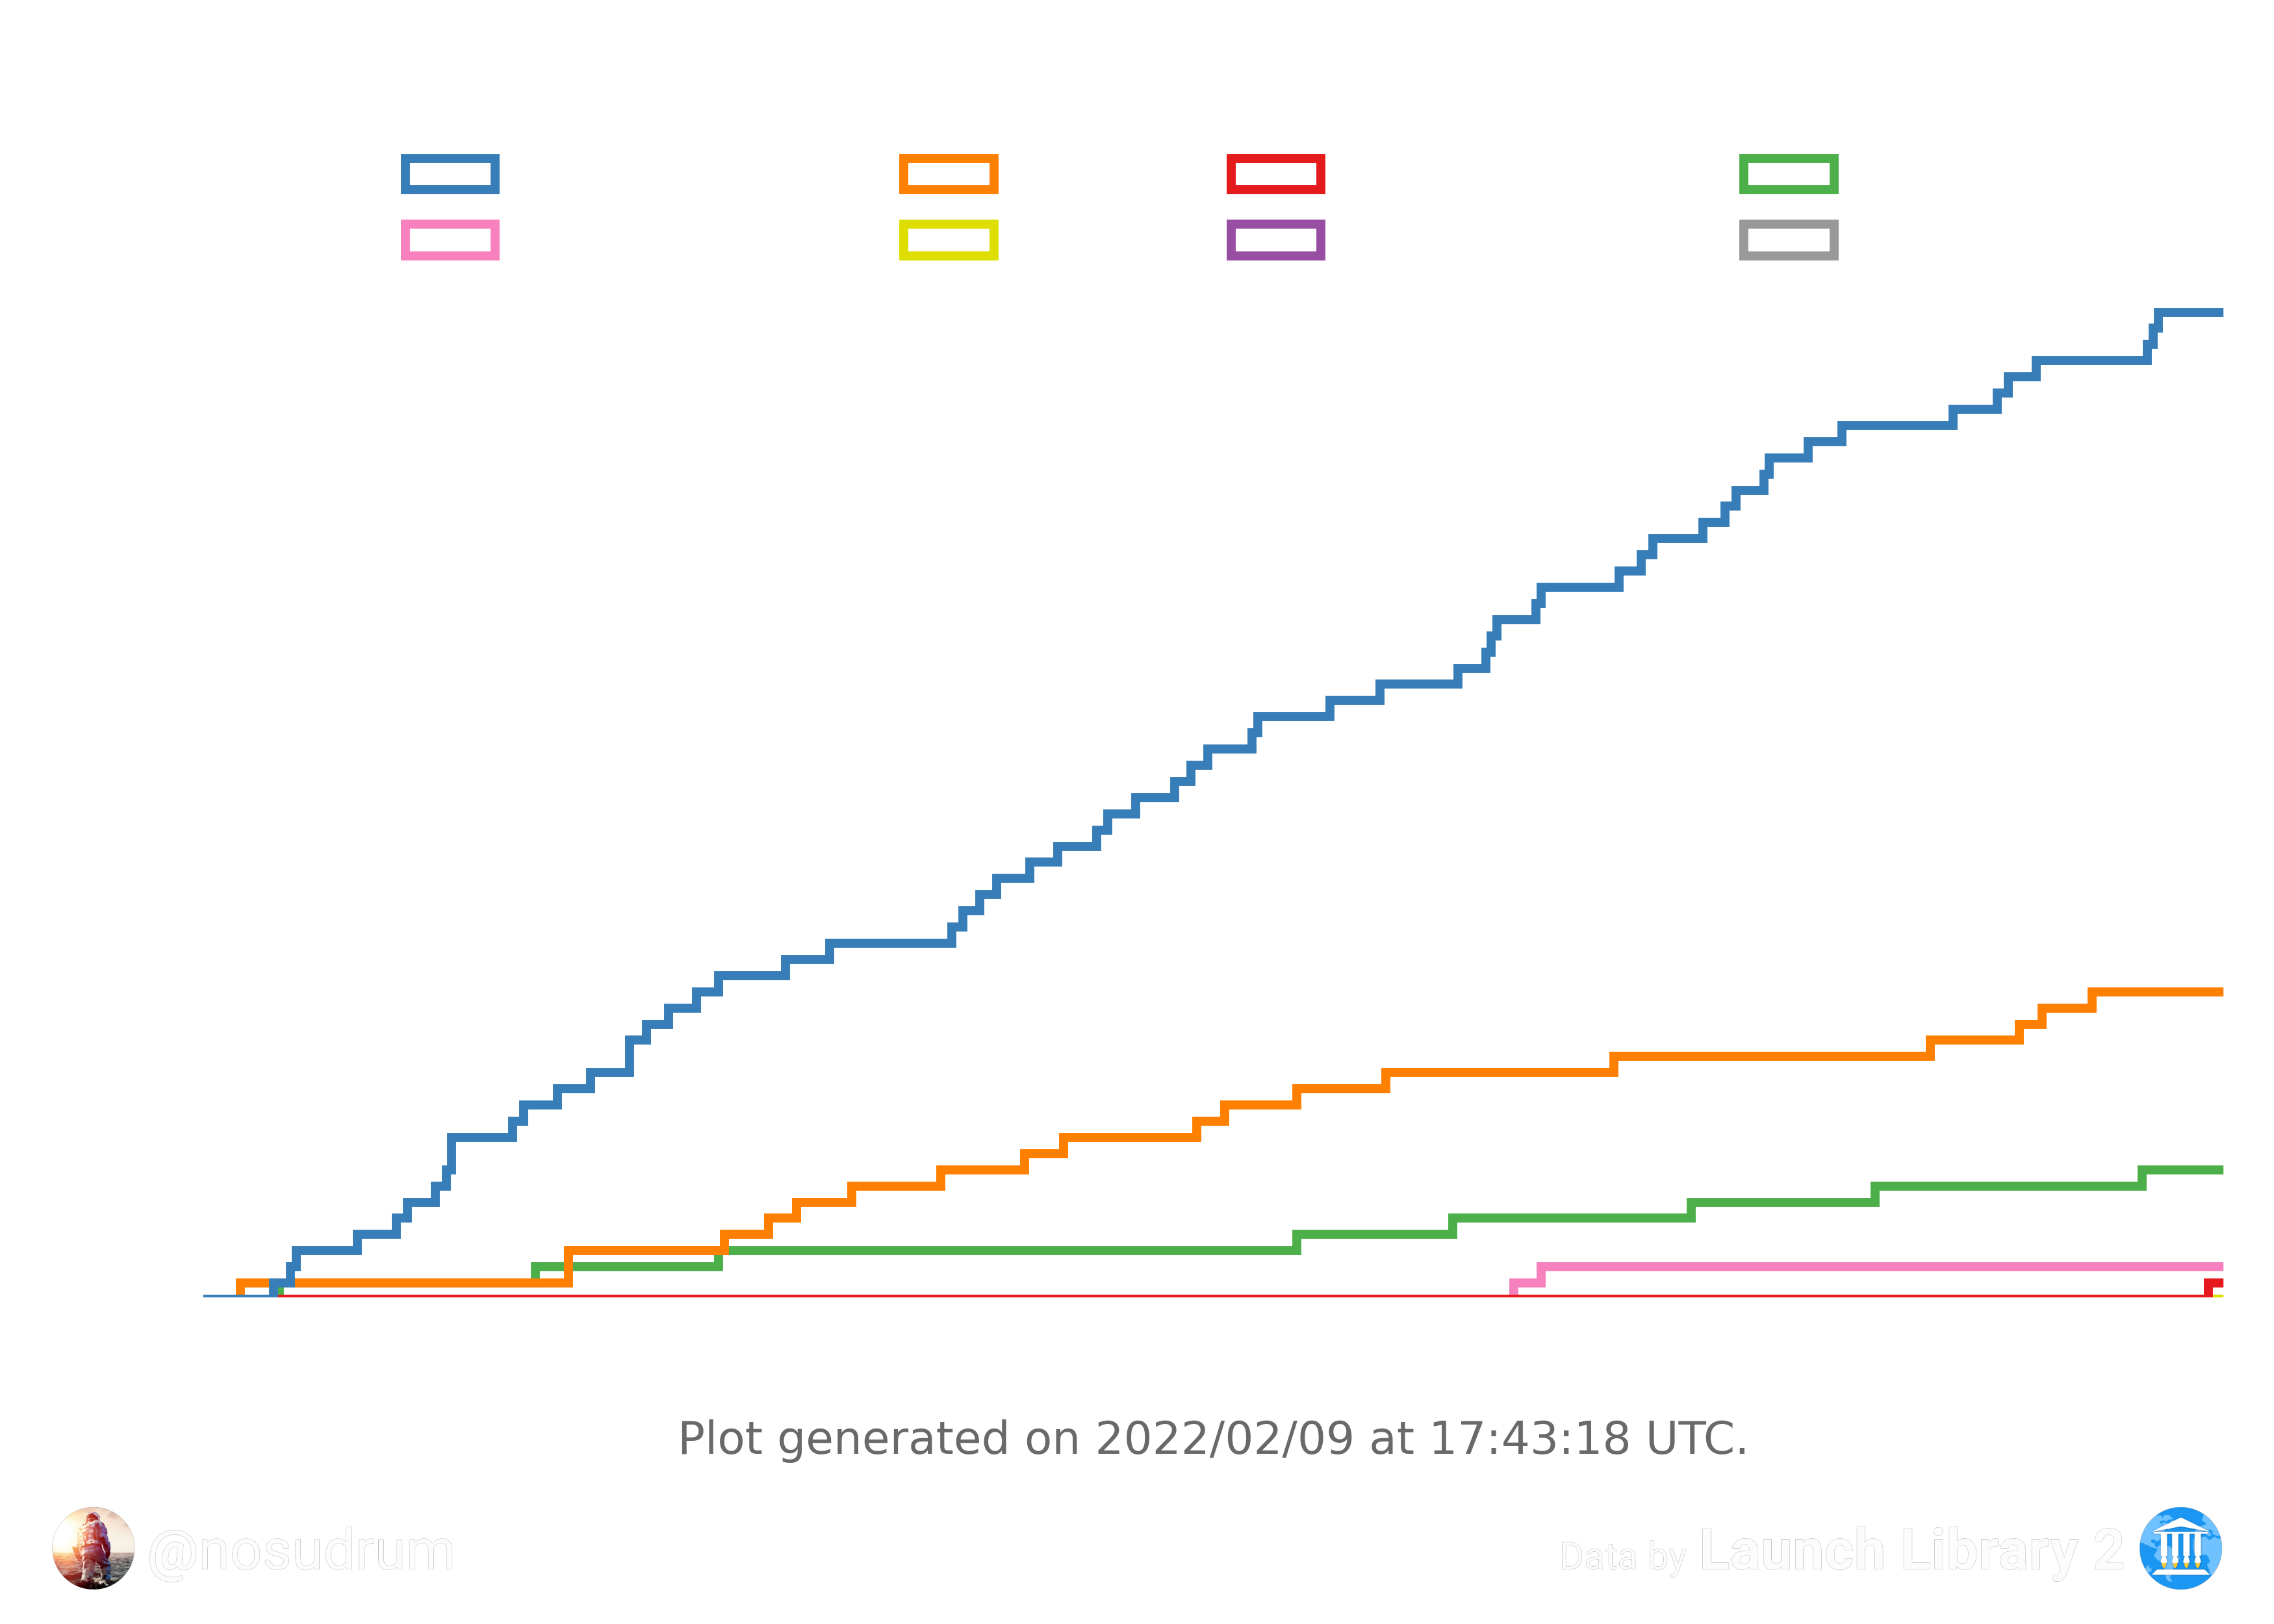 Plot generated on 2022/02/09 at 17:43:18 UTC.
@nosudrum
Data by Launch Library 2